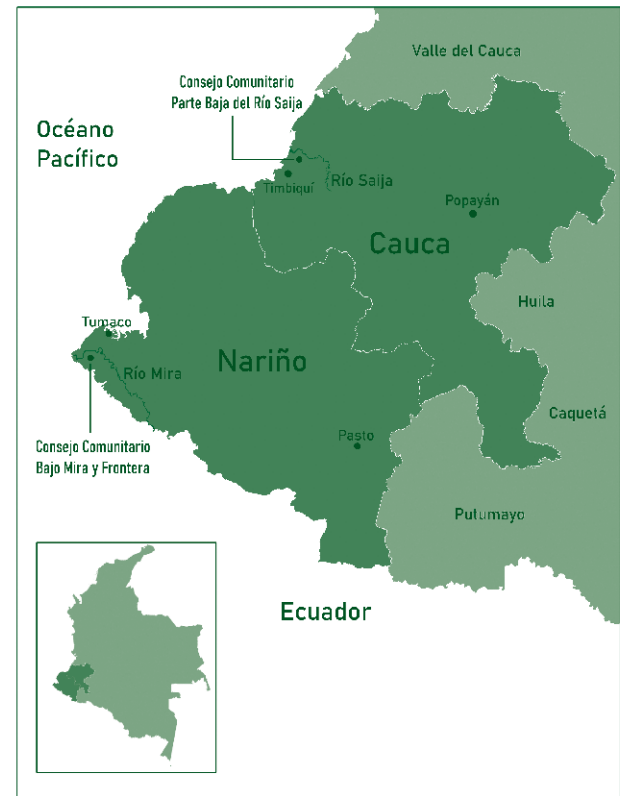 Valle del Cauca
Consejo Comunitario
Parte Baja del Río Saija
Océano
Pacífico
Timbiquí
Río Saija
Popayán
Cauca
Huila
Tumaco
Río Mira
Nariño
Caquetá
Consejo Comunitario
Bajo Mira y Frontera
Pasto
Putumayo
Ecuador